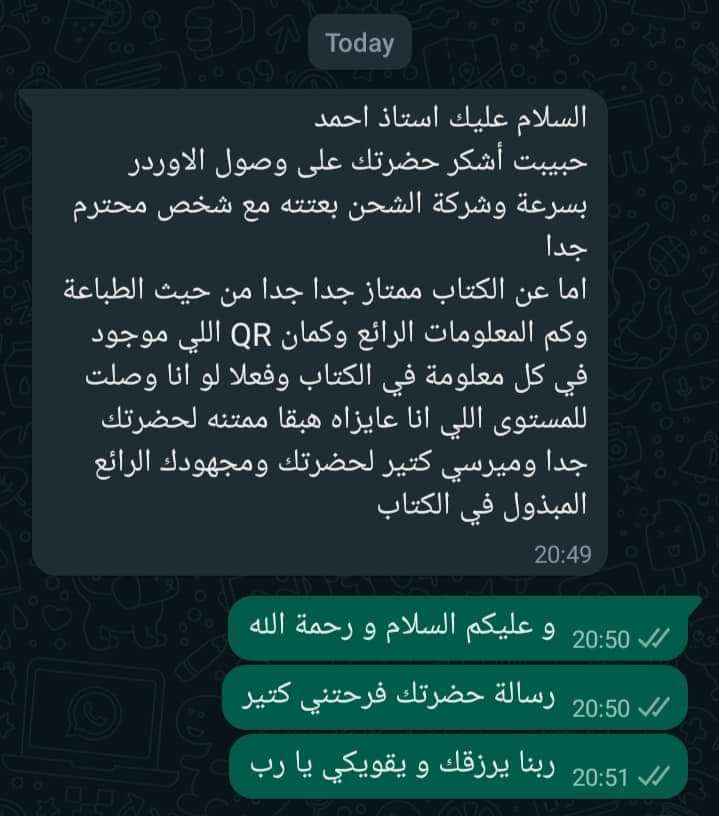 Today
السلام عليك استاذ احمد
حبيبت أشكر حضرتك على وصول الاوردر
بسرعة وشركة الشحن بعتته مع شخص محترم
جدا
اما عن الكتاب ممتاز جدا جدا من حيث الطباعة
وكم المعلومات الرائع وكمان QR اللي موجود
في كل معلومة في الكتاب وفعلا لو انا وصلت
للمستوى اللي انا عايزاه هبقا ممتنه لحضرتك
جدا وميرسي كتير لحضرتك ومجهودك الرائع
المبذول في الكتاب
20:49
و عليكم السلام و رحمة الله 20:50
رسالة حضرتك فرحتني كتير 20:50
ربنا يرزقك و يقويكي يا رب 20:51